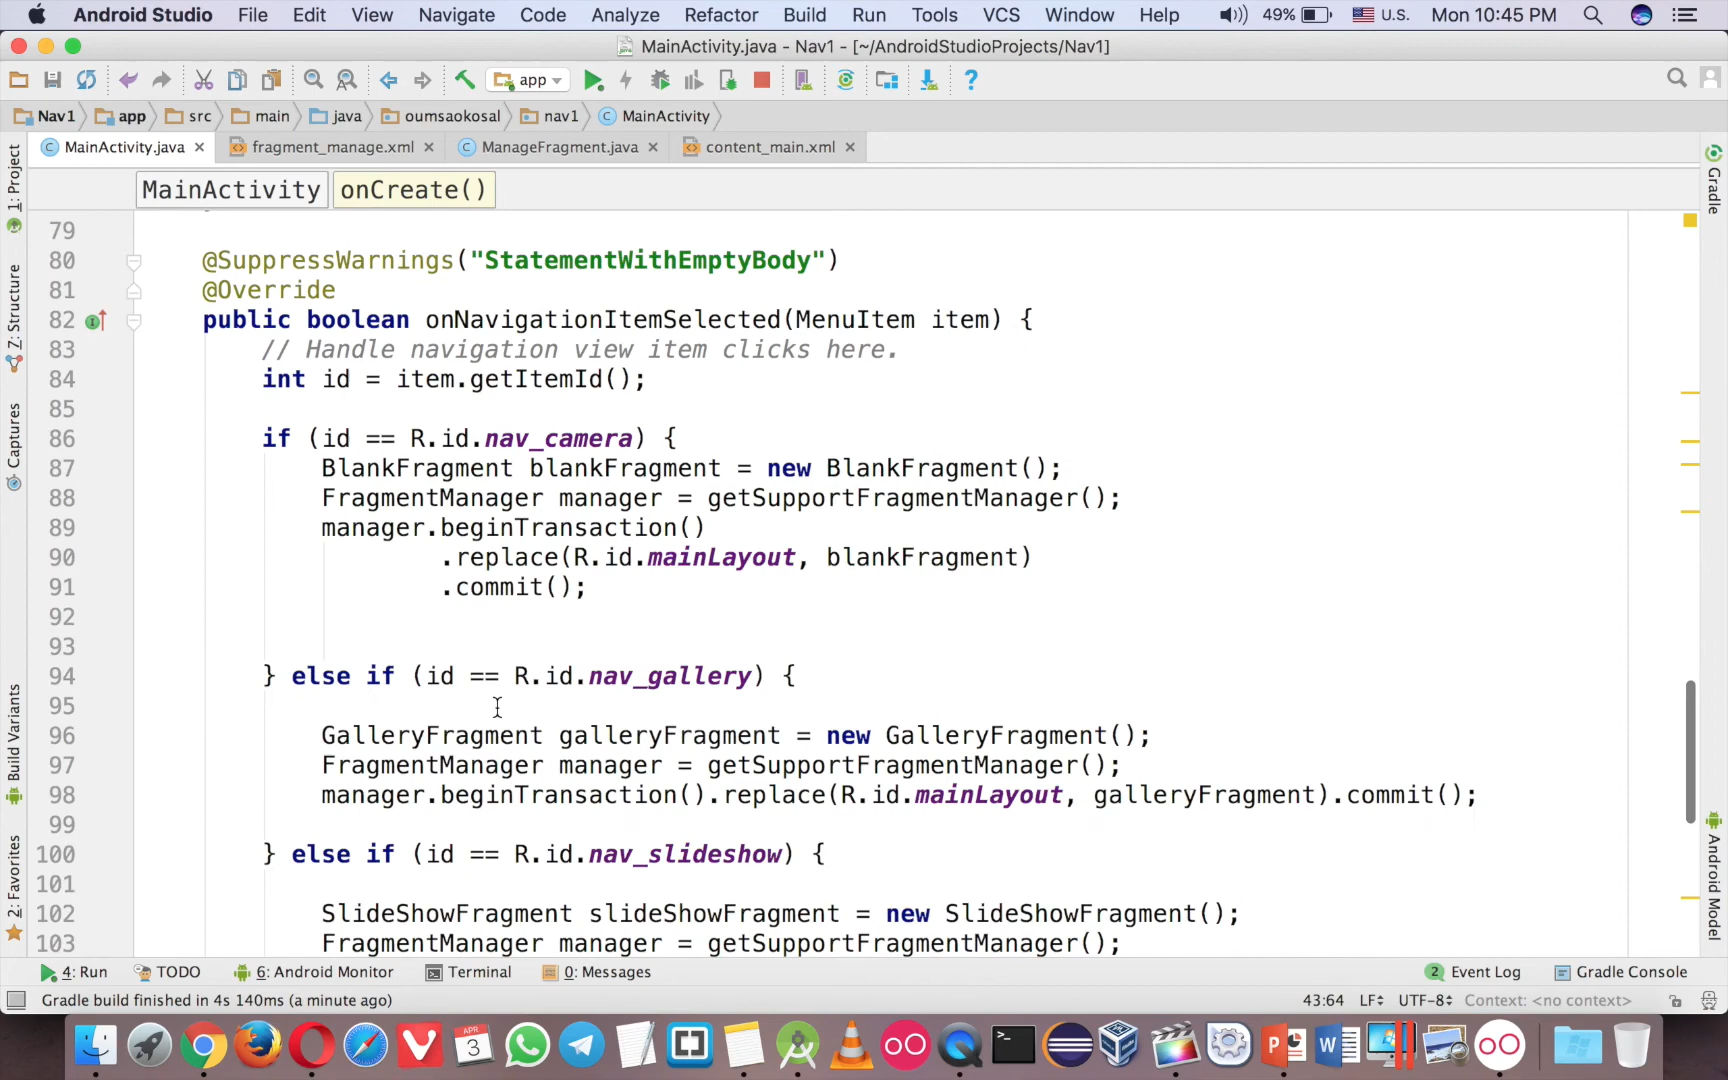 Android Studio File Edit View Navigate Code Analyze Refactor Build Run Tools VCS Window Help 49% U.S. Mon 10:45 PM
MainActivity.java - Nav1 - [~/AndroidStudioProjects/Nav1]
app
Nav1 app src main java oumsaokosal nav1 MainActivity
MainActivity.java fragment_manage.xml ManageFragment.java content_main.xml
MainActivity onCreate()
79
80 @SuppressWarnings("StatementWithEmptyBody")
81 @Override
82 public boolean onNavigationItemSelected(MenuItem item) {
83 // Handle navigation view item clicks here.
84 int id = item.getItemId();
85
86 if (id == R.id.nav_camera) {
87 BlankFragment blankFragment = new BlankFragment();
88 FragmentManager manager = getSupportFragmentManager();
89 manager.beginTransaction()
90 .replace(R.id.mainLayout, blankFragment)
91 .commit();
92
93
94 } else if (id == R.id.nav_gallery) {
95
96 GalleryFragment galleryFragment = new GalleryFragment();
97 FragmentManager manager = getSupportFragmentManager();
98 manager.beginTransaction().replace(R.id.mainLayout, galleryFragment).commit();
99
100 } else if (id == R.id.nav_slideshow) {
101
102 SlideShowFragment slideShowFragment = new SlideShowFragment();
103 FragmentManager manager = getSupportFragmentManager();
1: Project
Z: Structure
Captures
Build Variants
2: Favorites
Gradle
Android Model
4: Run TODO 6: Android Monitor Terminal 0: Messages 2 Event Log Gradle Console
Gradle build finished in 4s 140ms (a minute ago) 43:64 LF UTF-8 Context: <no context>
APR
3
P W